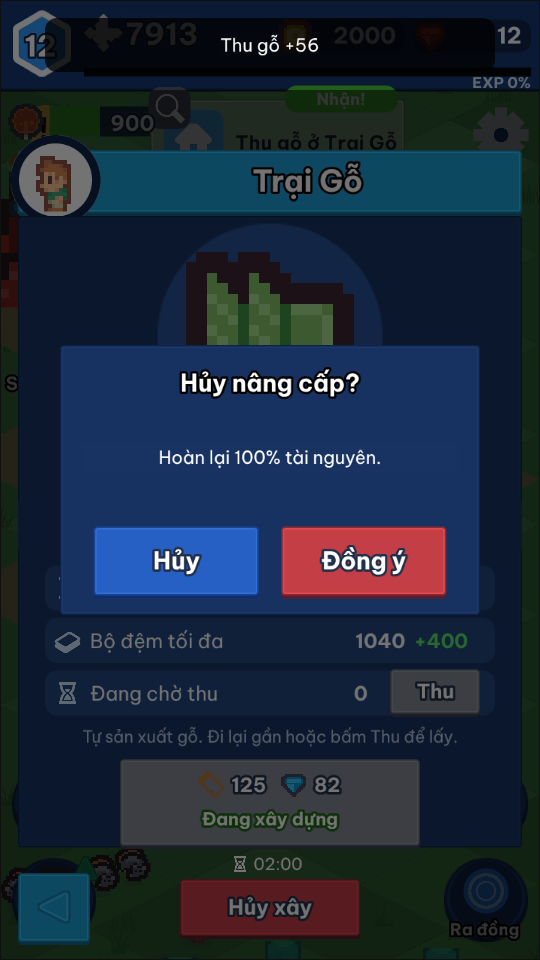 12
7913
Thu gỗ +56
2000
12
EXP 0%
900
Nhận!
Thu gỗ ở Trại Gỗ
Trại Gỗ
Hủy nâng cấp?
Hoàn lại 100% tài nguyên.
Hủy
Đồng ý
Bộ đệm tối đa
1040 +400
Đang chờ thu
0
Thu
Tự sản xuất gỗ. Đi lại gần hoặc bấm Thu để lấy.
125
82
Đang xây dựng
02:00
Hủy xây
Ra đồng